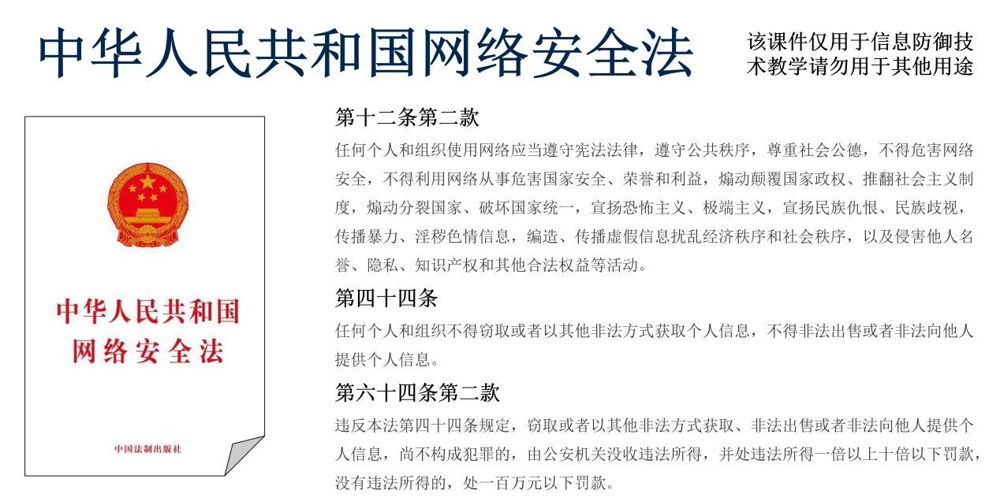 中华人民共和国网络安全法
该课件仅用于信息防御技
术教学请勿用于其他用途
中华人民共和国
网络安全法
中国法制出版社
第十二条第二款
任何个人和组织使用网络应当遵守宪法法律，遵守公共秩序，尊重社会公德，不得危害网络
安全，不得利用网络从事危害国家安全、荣誉和利益，煽动颠覆国家政权、推翻社会主义制
度，煽动分裂国家、破坏国家统一，宣扬恐怖主义、极端主义，宣扬民族仇恨、民族歧视，
传播暴力、淫秽色情信息，编造、传播虚假信息扰乱经济秩序和社会秩序，以及侵害他人名
誉、隐私、知识产权和其他合法权益等活动。
第四十四条
任何个人和组织不得窃取或者以其他非法方式获取个人信息，不得非法出售或者非法向他人
提供个人信息。
第六十四条第二款
违反本法第四十四条规定，窃取或者以其他非法方式获取、非法出售或者非法向他人提供个
人信息，尚不构成犯罪的，由公安机关没收违法所得，并处违法所得一倍以上十倍以下罚款，
没有违法所得的，处一百万元以下罚款。